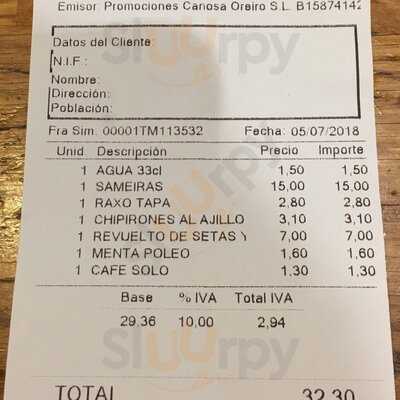 Emisor: Promociones Canosa Oreiro S.L. B15874142
Datos del Cliente:
N.I.F.:
Nombre:
Dirección:
Población:
Fra Sim. 00001TM113532 Fecha: 05/07/2018
Unid. Descripción Precio Importe
1 AGUA 33cl 1,50 1,50
1 SAMEIRAS 15,00 15,00
1 RAXO TAPA 2,80 2,80
1 CHIPIRONES AL AJILLO 3,10 3,10
1 REVUELTO DE SETAS Y 7,00 7,00
1 MENTA POLEO 1,60 1,60
1 CAFE SOLO 1,30 1,30
Base % IVA Total IVA
29,36 10,00 2,94
TOTAL 32,30
Sluurpy
Sluurpy
Sluurpy